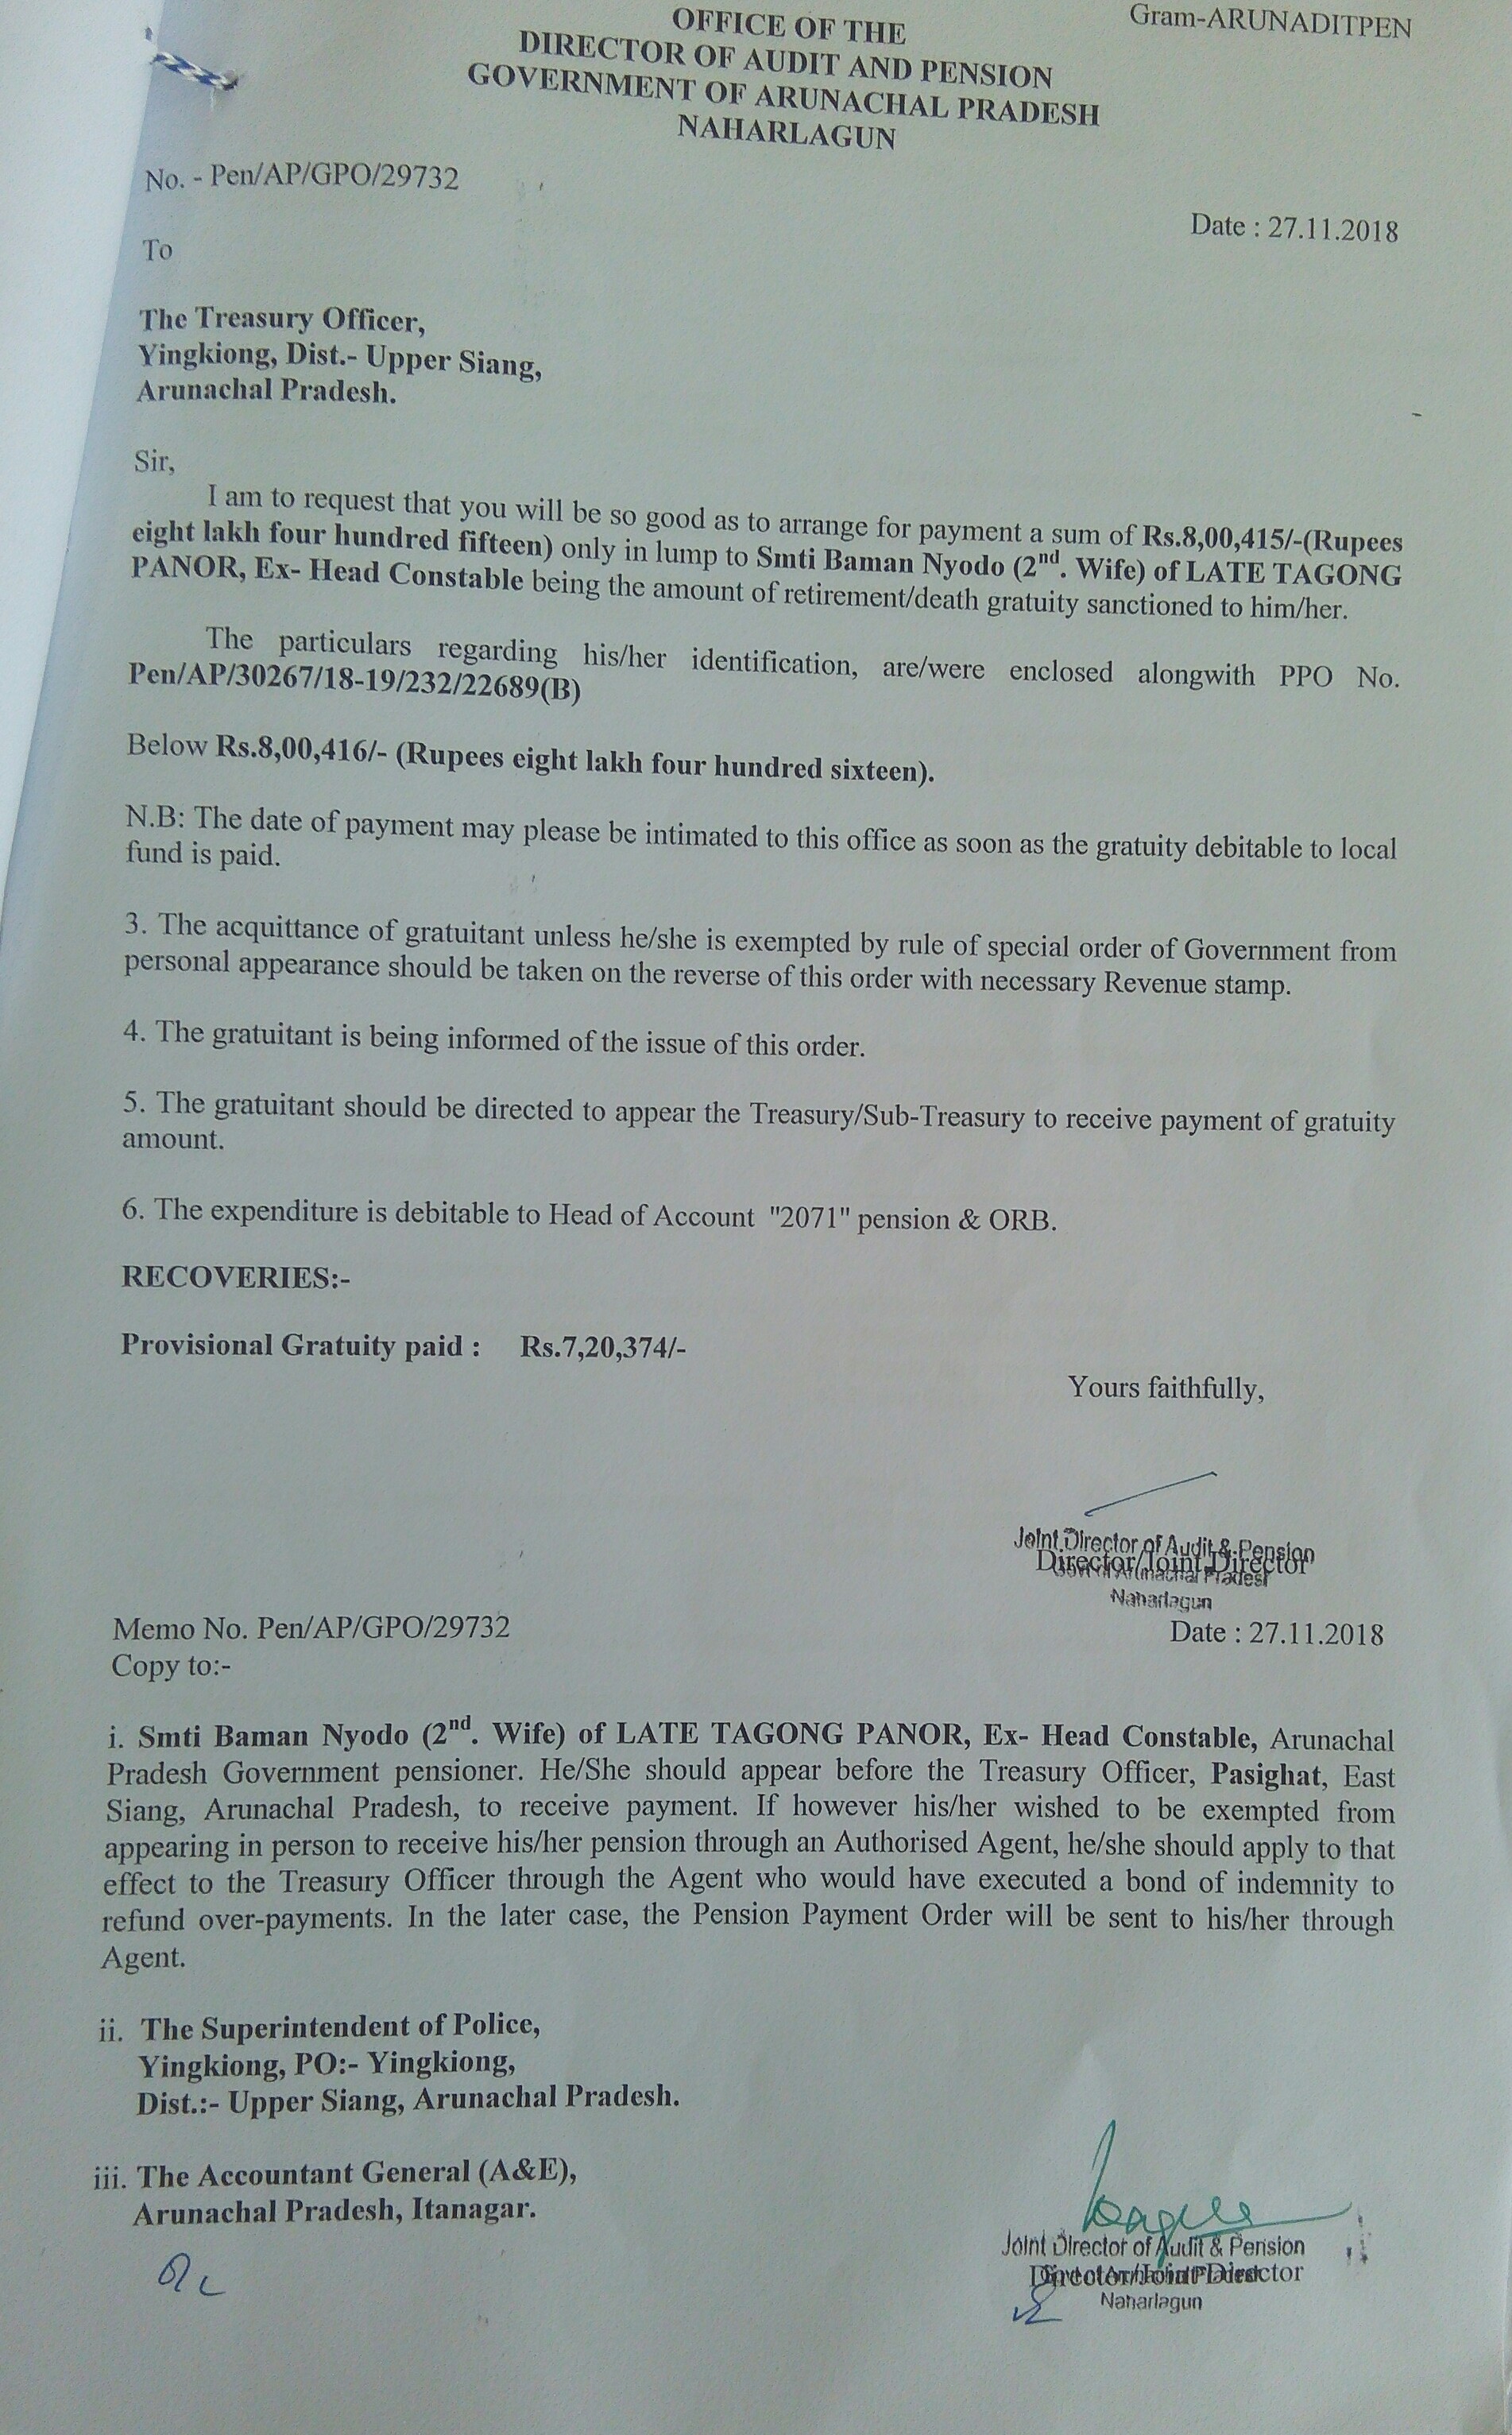 Gram-ARUNADITPEN
OFFICE OF THE
DIRECTOR OF AUDIT AND PENSION
GOVERNMENT OF ARUNACHAL PRADESH
NAHARLAGUN
No. - Pen/AP/GPO/29732
Date : 27.11.2018
To
The Treasury Officer,
Yingkiong, Dist.- Upper Siang,
Arunachal Pradesh.
Sir,
I am to request that you will be so good as to arrange for payment a sum of Rs.8,00,415/-(Rupees
eight lakh four hundred fifteen) only in lump to Smti Baman Nyodo (2nd. Wife) of LATE TAGONG
PANOR, Ex- Head Constable being the amount of retirement/death gratuity sanctioned to him/her.
The particulars regarding his/her identification, are/were enclosed alongwith PPO No.
Pen/AP/30267/18-19/232/22689(B)
Below Rs.8,00,416/- (Rupees eight lakh four hundred sixteen).
N.B: The date of payment may please be intimated to this office as soon as the gratuity debitable to local
fund is paid.
3. The acquittance of gratuitant unless he/she is exempted by rule of special order of Government from
personal appearance should be taken on the reverse of this order with necessary Revenue stamp.
4. The gratuitant is being informed of the issue of this order.
5. The gratuitant should be directed to appear the Treasury/Sub-Treasury to receive payment of gratuity
amount.
6. The expenditure is debitable to Head of Account "2071" pension & ORB.
RECOVERIES:-
Provisional Gratuity paid : Rs.7,20,374/-
Yours faithfully,
Joint Director of Audit & Pension
Director/Joint Director
Govt of Arunachal Pradesh
Naharlagun
Memo No. Pen/AP/GPO/29732
Date : 27.11.2018
Copy to:-
i. Smti Baman Nyodo (2nd. Wife) of LATE TAGONG PANOR, Ex- Head Constable, Arunachal
Pradesh Government pensioner. He/She should appear before the Treasury Officer, Pasighat, East
Siang, Arunachal Pradesh, to receive payment. If however his/her wished to be exempted from
appearing in person to receive his/her pension through an Authorised Agent, he/she should apply to that
effect to the Treasury Officer through the Agent who would have executed a bond of indemnity to
refund over-payments. In the later case, the Pension Payment Order will be sent to his/her through
Agent.
ii. The Superintendent of Police,
Yingkiong, PO:- Yingkiong,
Dist.:- Upper Siang, Arunachal Pradesh.
iii. The Accountant General (A&E),
Arunachal Pradesh, Itanagar.
Joint Director of Audit & Pension
Director/Joint Director
Naharlagun